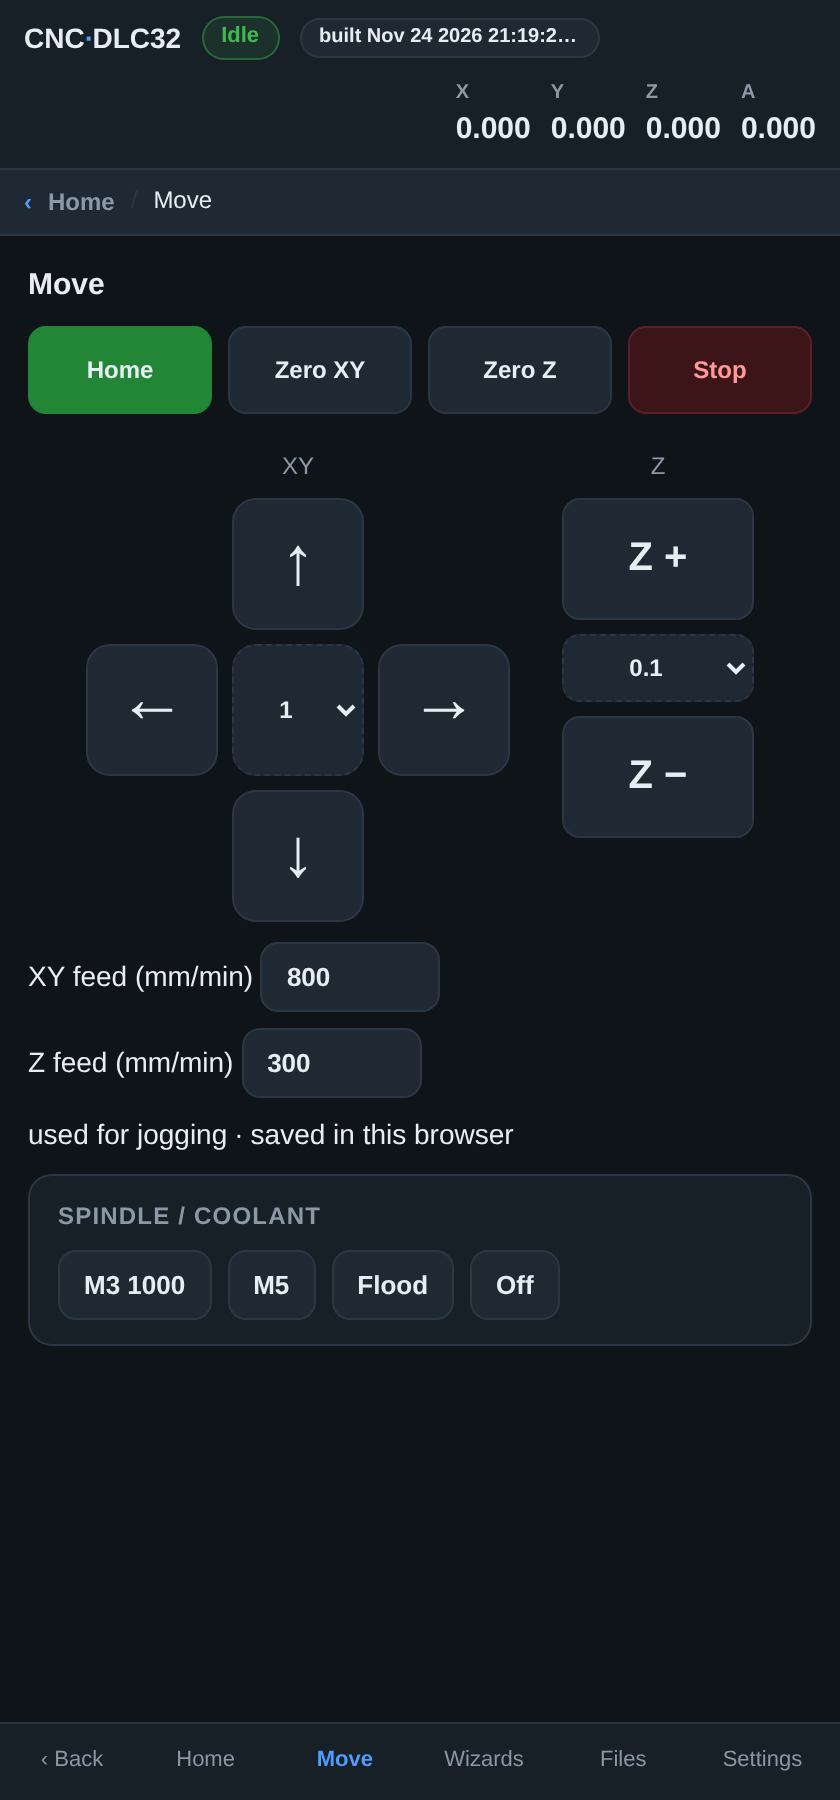 CNC·DLC32 Idle built Nov 24 2026 21:19:2…
X Y Z A
0.000 0.000 0.000 0.000
‹ Home / Move
Move
Home Zero XY Zero Z Stop
XY Z
↑ Z +
← 1 → 0.1
↓ Z −
XY feed (mm/min) 800
Z feed (mm/min) 300
used for jogging · saved in this browser
SPINDLE / COOLANT
M3 1000 M5 Flood Off
‹ Back Home Move Wizards Files Settings